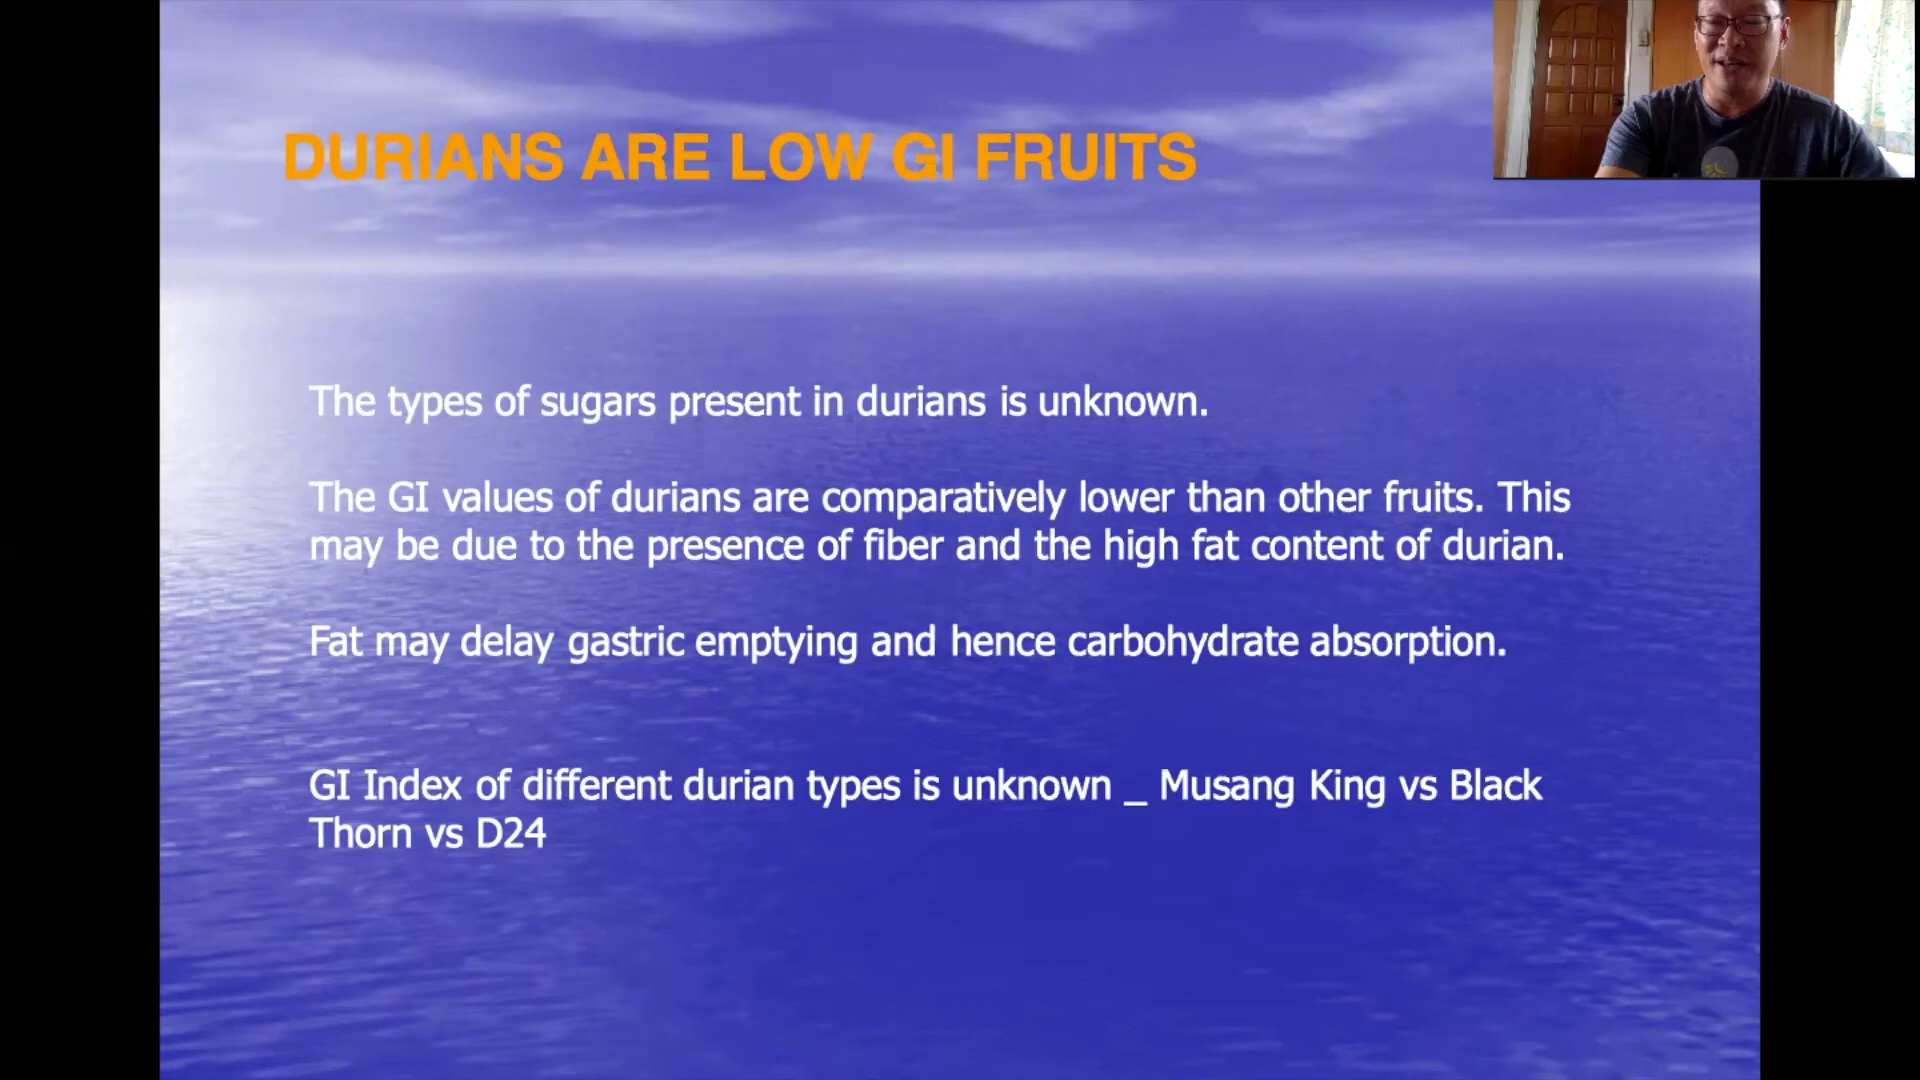 DURIANS ARE LOW GI FRUITS
The types of sugars present in durians is unknown.
The GI values of durians are comparatively lower than other fruits. This
may be due to the presence of fiber and the high fat content of durian.
Fat may delay gastric emptying and hence carbohydrate absorption.
GI Index of different durian types is unknown _ Musang King vs Black
Thorn vs D24